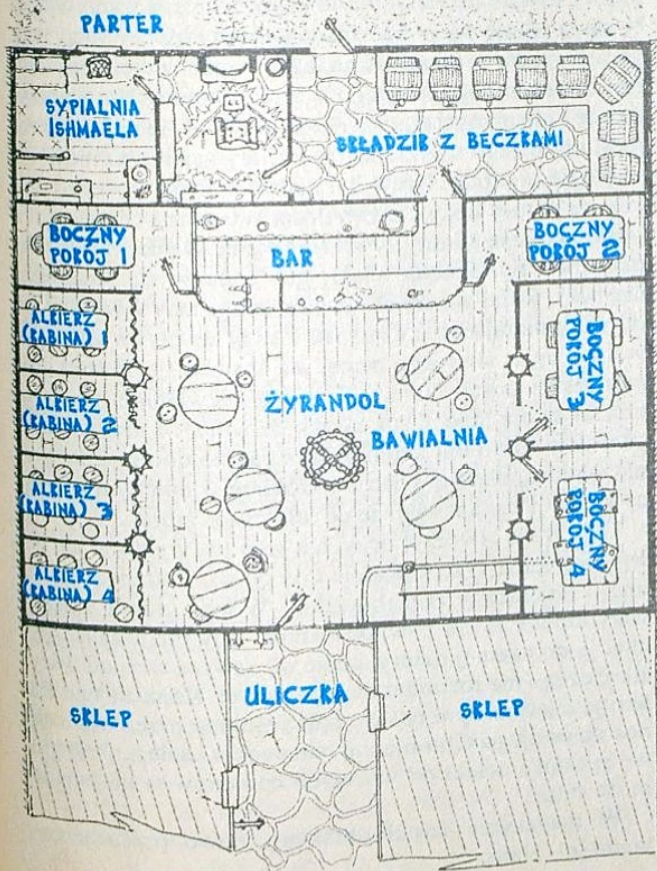 PARTER
SYPIALNIA
ISHMAELA
SKŁADZIK Z BECZKAMI
BOCZNY
POKÓJ 1
BAR
BOCZNY
POKÓJ 2
ALKIERZ
(KABINA) 1
BOCZNY
POKÓJ 3
ALKIERZ
(KABINA) 2
ŻYRANDOL
BAWIALNIA
ALKIERZ
(KABINA) 3
BOCZNY
POKÓJ 4
ALKIERZ
(KABINA) 4
SKLEP
ULICZKA
SKLEP